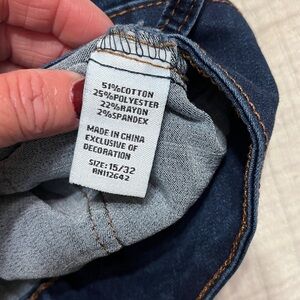 51%COTTON
25%POLYESTER
22%RAYON
2%SPANDEX
MADE IN CHINA
EXCLUSIVE OF
DECORATION
SIZE: 15/32
RN112642